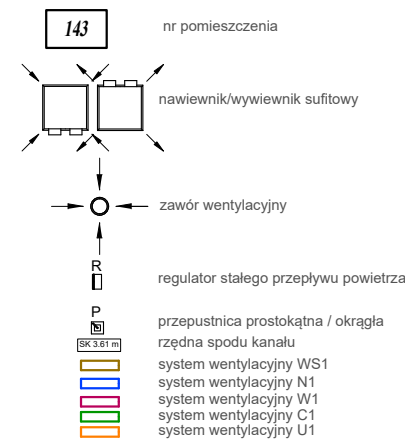 143 nr pomieszczenia
nawiewnik/wywiewnik sufitowy
zawór wentylacyjny
R
regulator stałego przepływu powietrza
P
przepustnica prostokątna / okrągła
SK 3.61 m rzędna spodu kanału
system wentylacyjny WS1
system wentylacyjny N1
system wentylacyjny W1
system wentylacyjny C1
system wentylacyjny U1